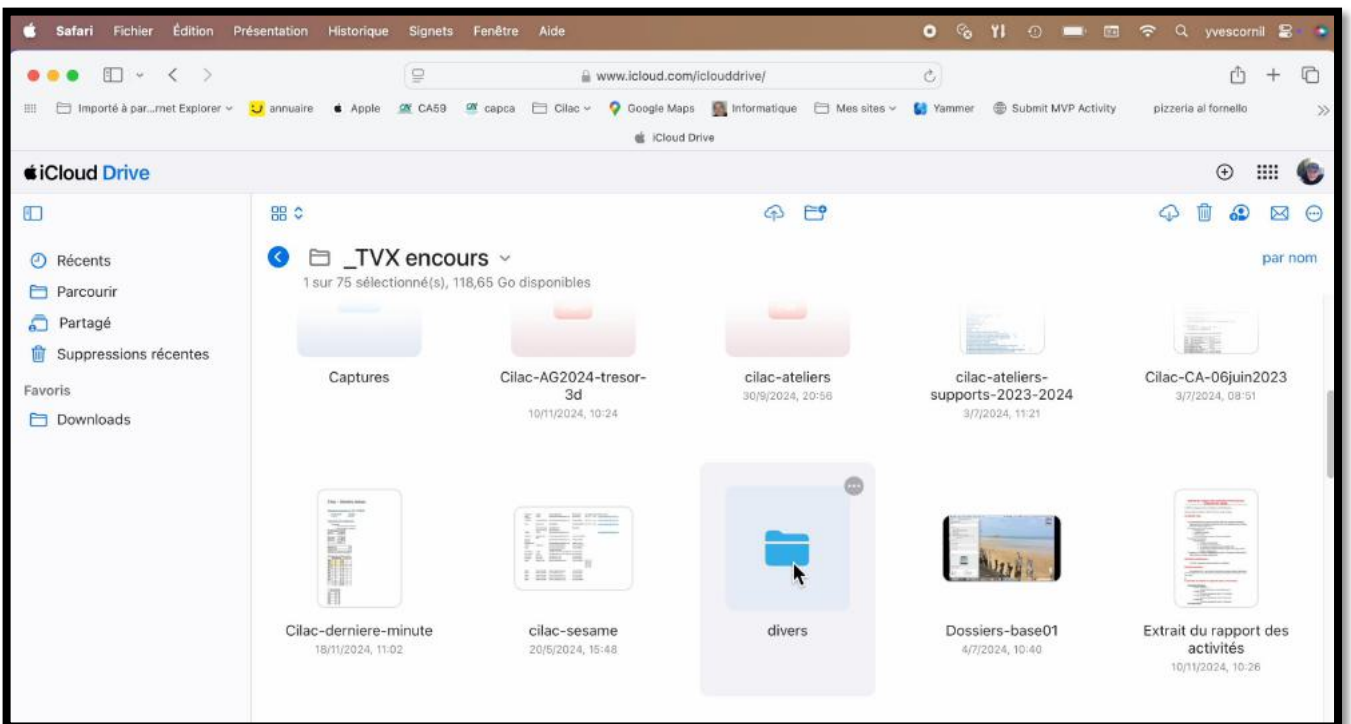 Safari Fichier Édition Présentation Historique Signets Fenêtre Aide yvescornil
www.icloud.com/iclouddrive/
Importé à par...rnet Explorer annuaire Apple CA59 capca Cilac Google Maps Informatique Mes sites Yammer Submit MVP Activity pizzeria al fornello
iCloud Drive
iCloud Drive
Récents
Parcourir
Partagé
Suppressions récentes
Favoris
Downloads
_TVX encours
par nom
1 sur 75 sélectionné(s), 118,65 Go disponibles
Captures
Cilac-AG2024-tresor-
3d
10/11/2024, 10:24
cilac-ateliers
30/9/2024, 20:56
cilac-ateliers-
supports-2023-2024
3/7/2024, 11:21
Cilac-CA-06juin2023
3/7/2024, 08:51
Cilac-derniere-minute
18/11/2024, 11:02
cilac-sesame
20/5/2024, 15:48
divers
Dossiers-base01
4/7/2024, 10:40
Extrait du rapport des
activités
10/11/2024, 10:26